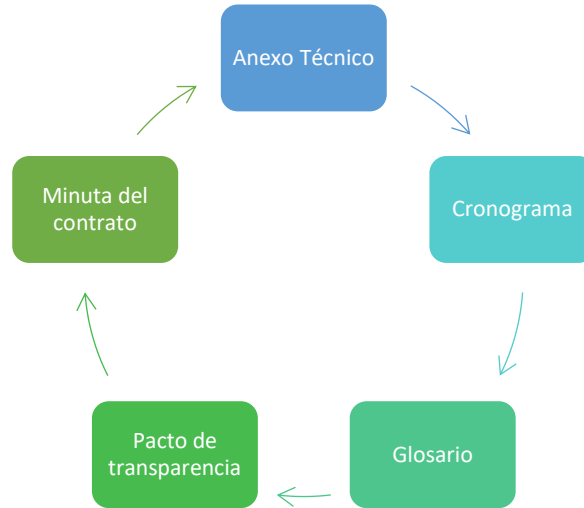 Anexo Técnico
Cronograma
Glosario
Pacto de
transparencia
Minuta del
contrato